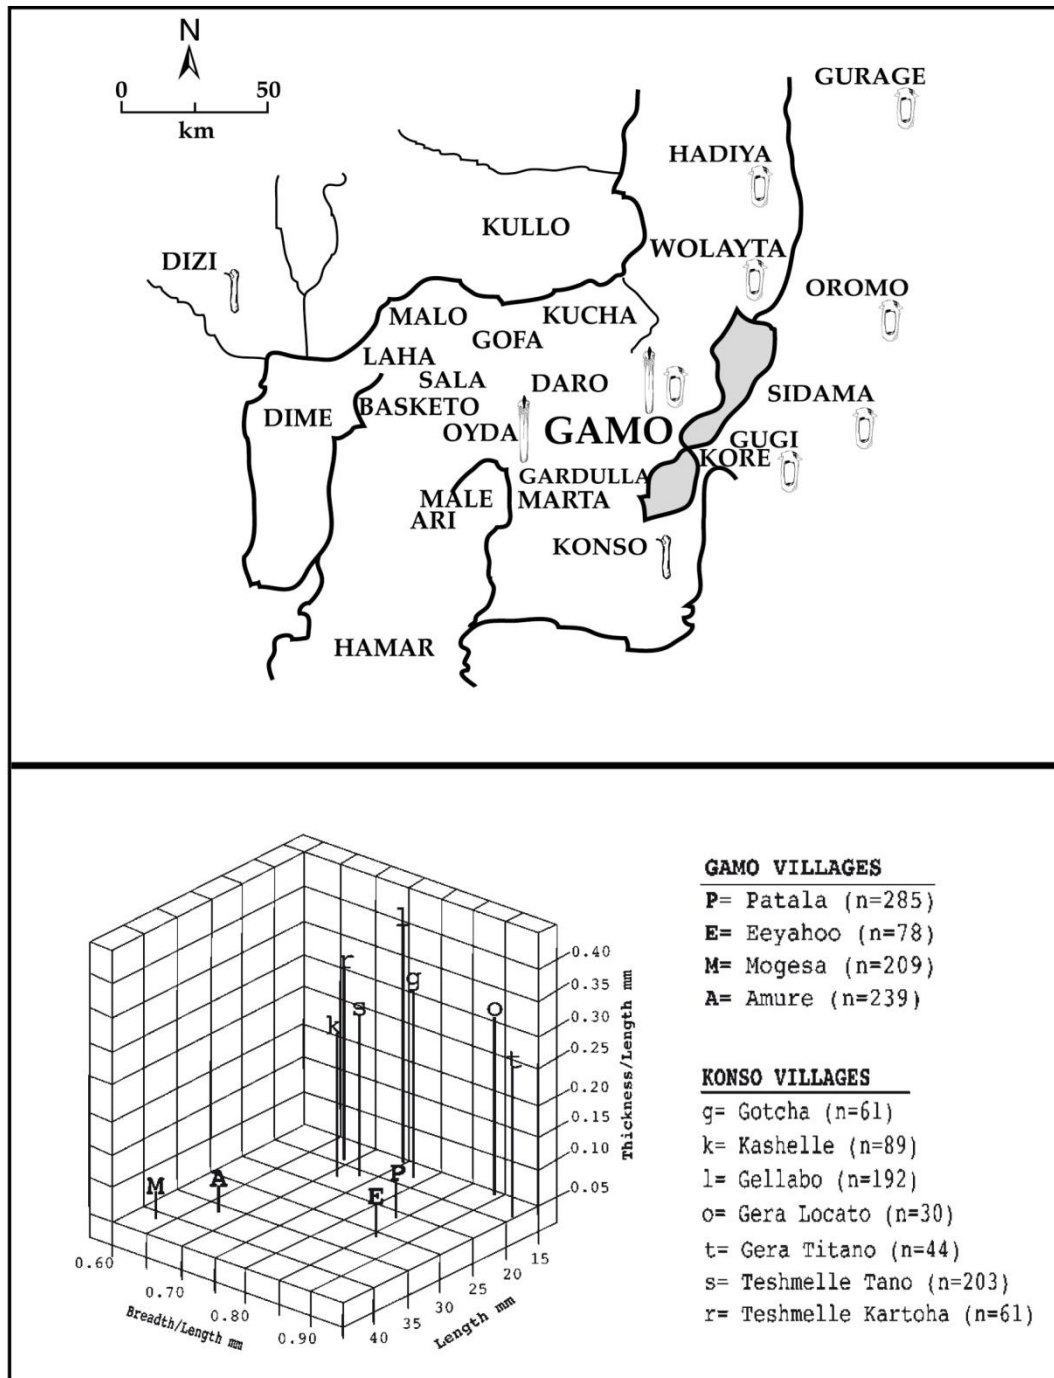 N
0 50
km
GURAGE
HADIYA
KULLO
WOLAYTA
DIZI
OROMO
MALO
KUCHA
GOFA
LAHA
SALA
DARO
SIDAMA
BASKETO
DIME
OYDA
GAMO
GUGI
KORE
GARDULLA
MALE
MARTA
ARI
KONSO
HAMAR
GAMO VILLAGES
P= Patala (n=285)
E= Eeyahoo (n=78)
M= Mogesa (n=209)
A= Amure (n=239)
KONSO VILLAGES
g= Gotcha (n=61)
k= Kashelle (n=89)
l= Gellabo (n=192)
o= Gera Locato (n=30)
t= Gera Titano (n=44)
s= Teshmelle Tano (n=203)
r= Teshmelle Kartoha (n=61)
l
r
g
s
k
o
t
M
A
P
E
0.40
0.35
0.30
0.25
0.20
0.15
0.10
0.05
Thickness/Length mm
0.60
0.70
0.80
0.90
Breadth/Length mm
40
35
30
25
20
15
Length mm